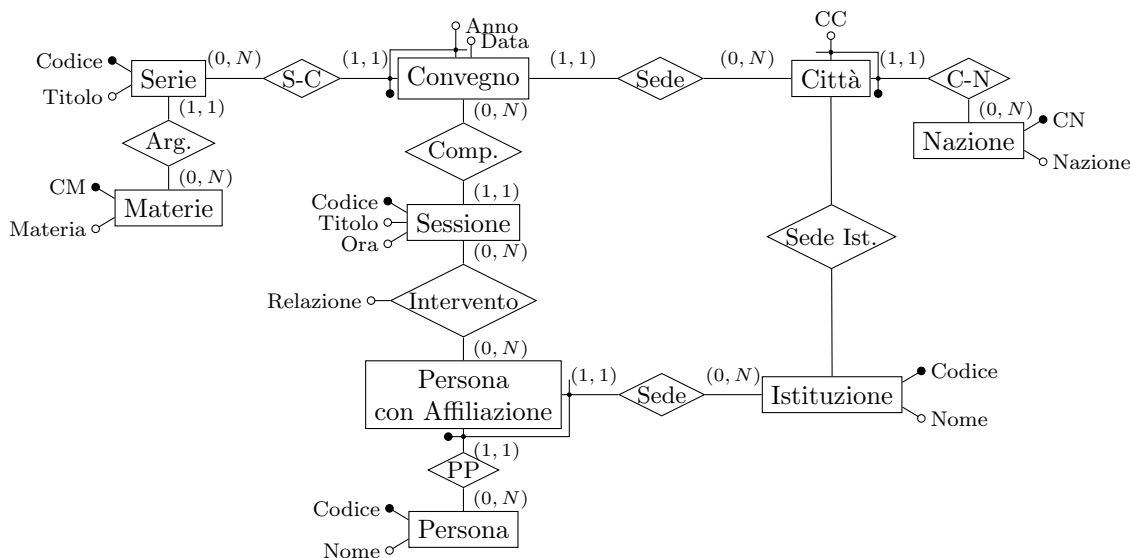 CC
Anno
Data
Codice
(0, N)
(1, 1)
(1, 1)
(0, N)
(1, 1)
Serie
S-C
Convegno
Sede
Città
C-N
Titolo
(1, 1)
(0, N)
(0, N)
CN
Arg.
Comp.
Nazione
Nazione
CM
(0, N)
(1, 1)
Materie
Codice
Materia
Titolo
Sessione
Ora
(0, N)
Sede Ist.
Relazione
Intervento
(0, N)
(1, 1)
(0, N)
Codice
Persona
con Affiliazione
Sede
Istituzione
Nome
(1, 1)
PP
(0, N)
Codice
Persona
Nome